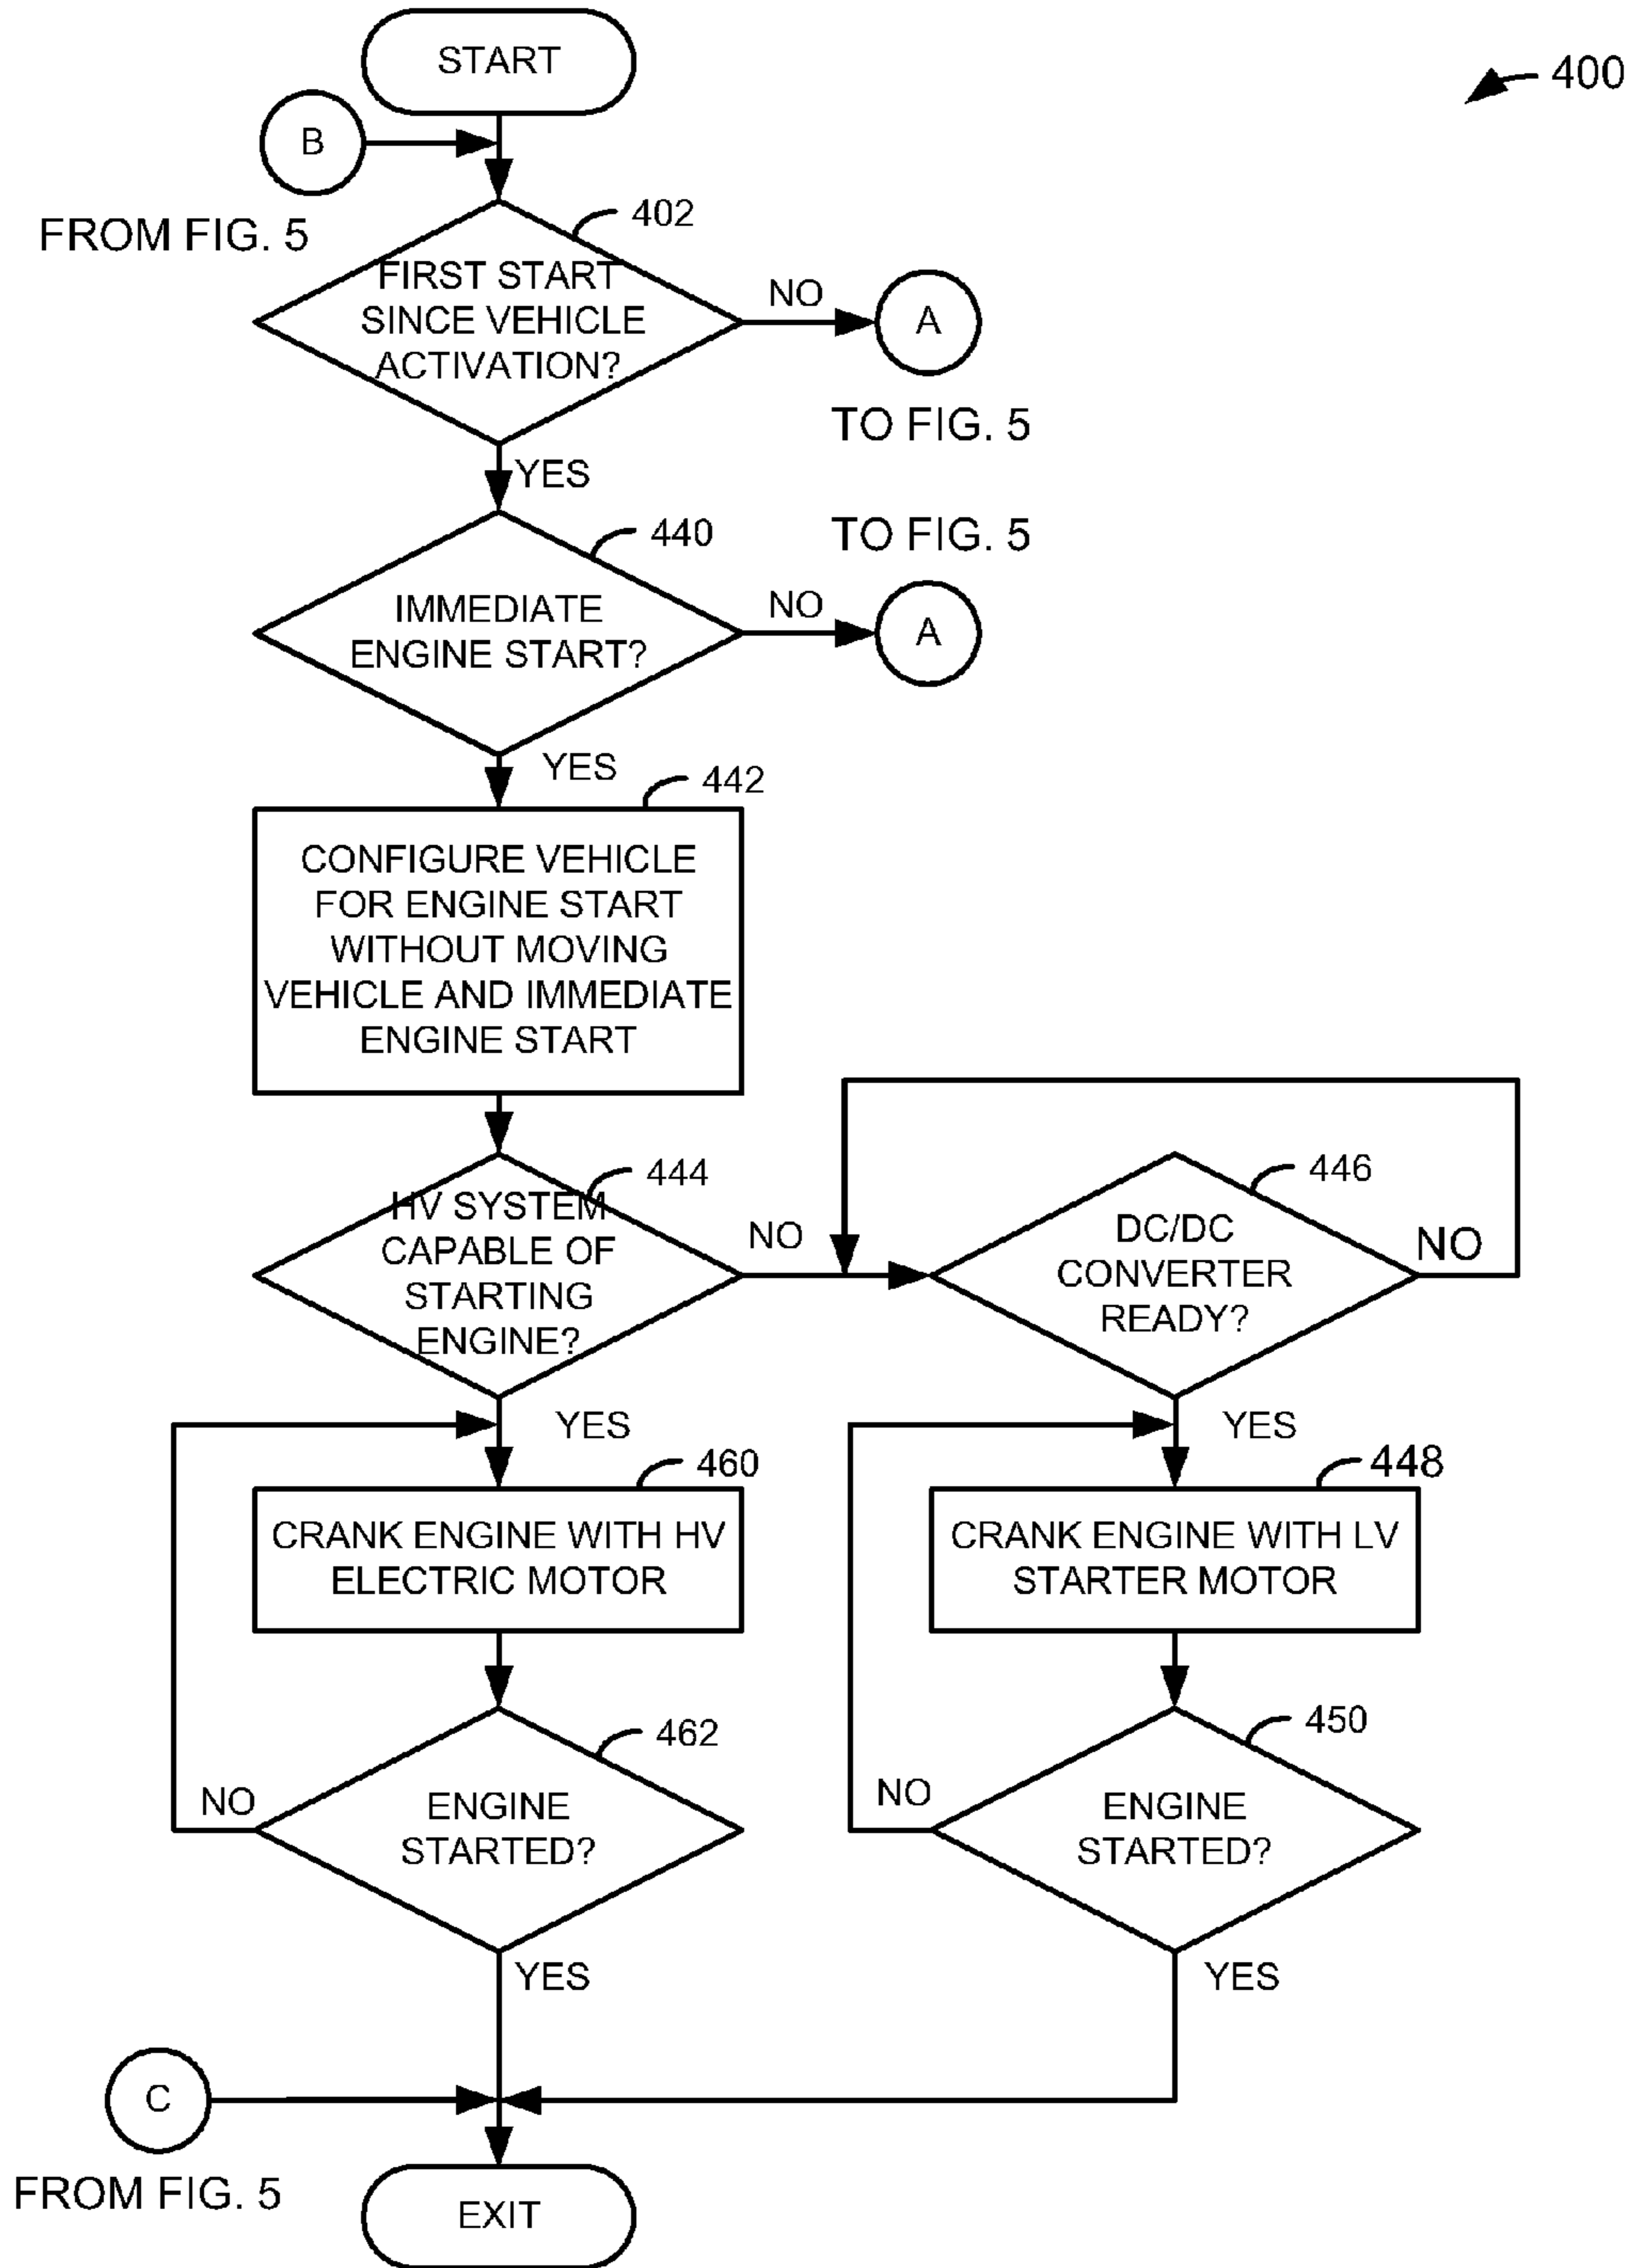 START
400
B
FROM FIG. 5
402
FIRST START
SINCE VEHICLE
ACTIVATION?
NO
A
TO FIG. 5
YES
440
TO FIG. 5
IMMEDIATE
ENGINE START?
NO
A
YES
442
CONFIGURE VEHICLE
FOR ENGINE START
WITHOUT MOVING
VEHICLE AND IMMEDIATE
ENGINE START
444
HV SYSTEM
CAPABLE OF
STARTING
ENGINE?
NO
446
DC/DC
CONVERTER
READY?
NO
YES
YES
460
CRANK ENGINE WITH HV
ELECTRIC MOTOR
448
CRANK ENGINE WITH LV
STARTER MOTOR
462
ENGINE
STARTED?
NO
YES
450
ENGINE
STARTED?
NO
YES
C
FROM FIG. 5
EXIT